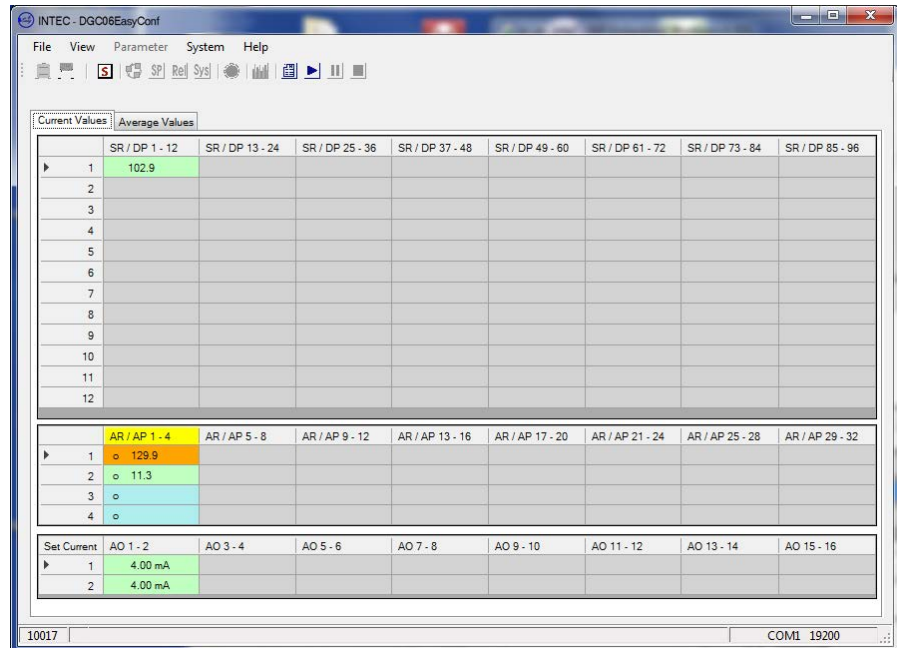 INTEC - DGC06EasyConf
File View Parameter System Help
S SP Rel Sys
Current Values Average Values
SR / DP 1 - 12 SR / DP 13 - 24 SR / DP 25 - 36 SR / DP 37 - 48 SR / DP 49 - 60 SR / DP 61 - 72 SR / DP 73 - 84 SR / DP 85 - 96
1 102.9
2
3
4
5
6
7
8
9
10
11
12
AR / AP 1 - 4 AR / AP 5 - 8 AR / AP 9 - 12 AR / AP 13 - 16 AR / AP 17 - 20 AR / AP 21 - 24 AR / AP 25 - 28 AR / AP 29 - 32
1 o 129.9
2 o 11.3
3 o
4 o
Set Current AO 1 - 2 AO 3 - 4 AO 5 - 6 AO 7 - 8 AO 9 - 10 AO 11 - 12 AO 13 - 14 AO 15 - 16
1 4.00 mA
2 4.00 mA
10017 COM1 19200